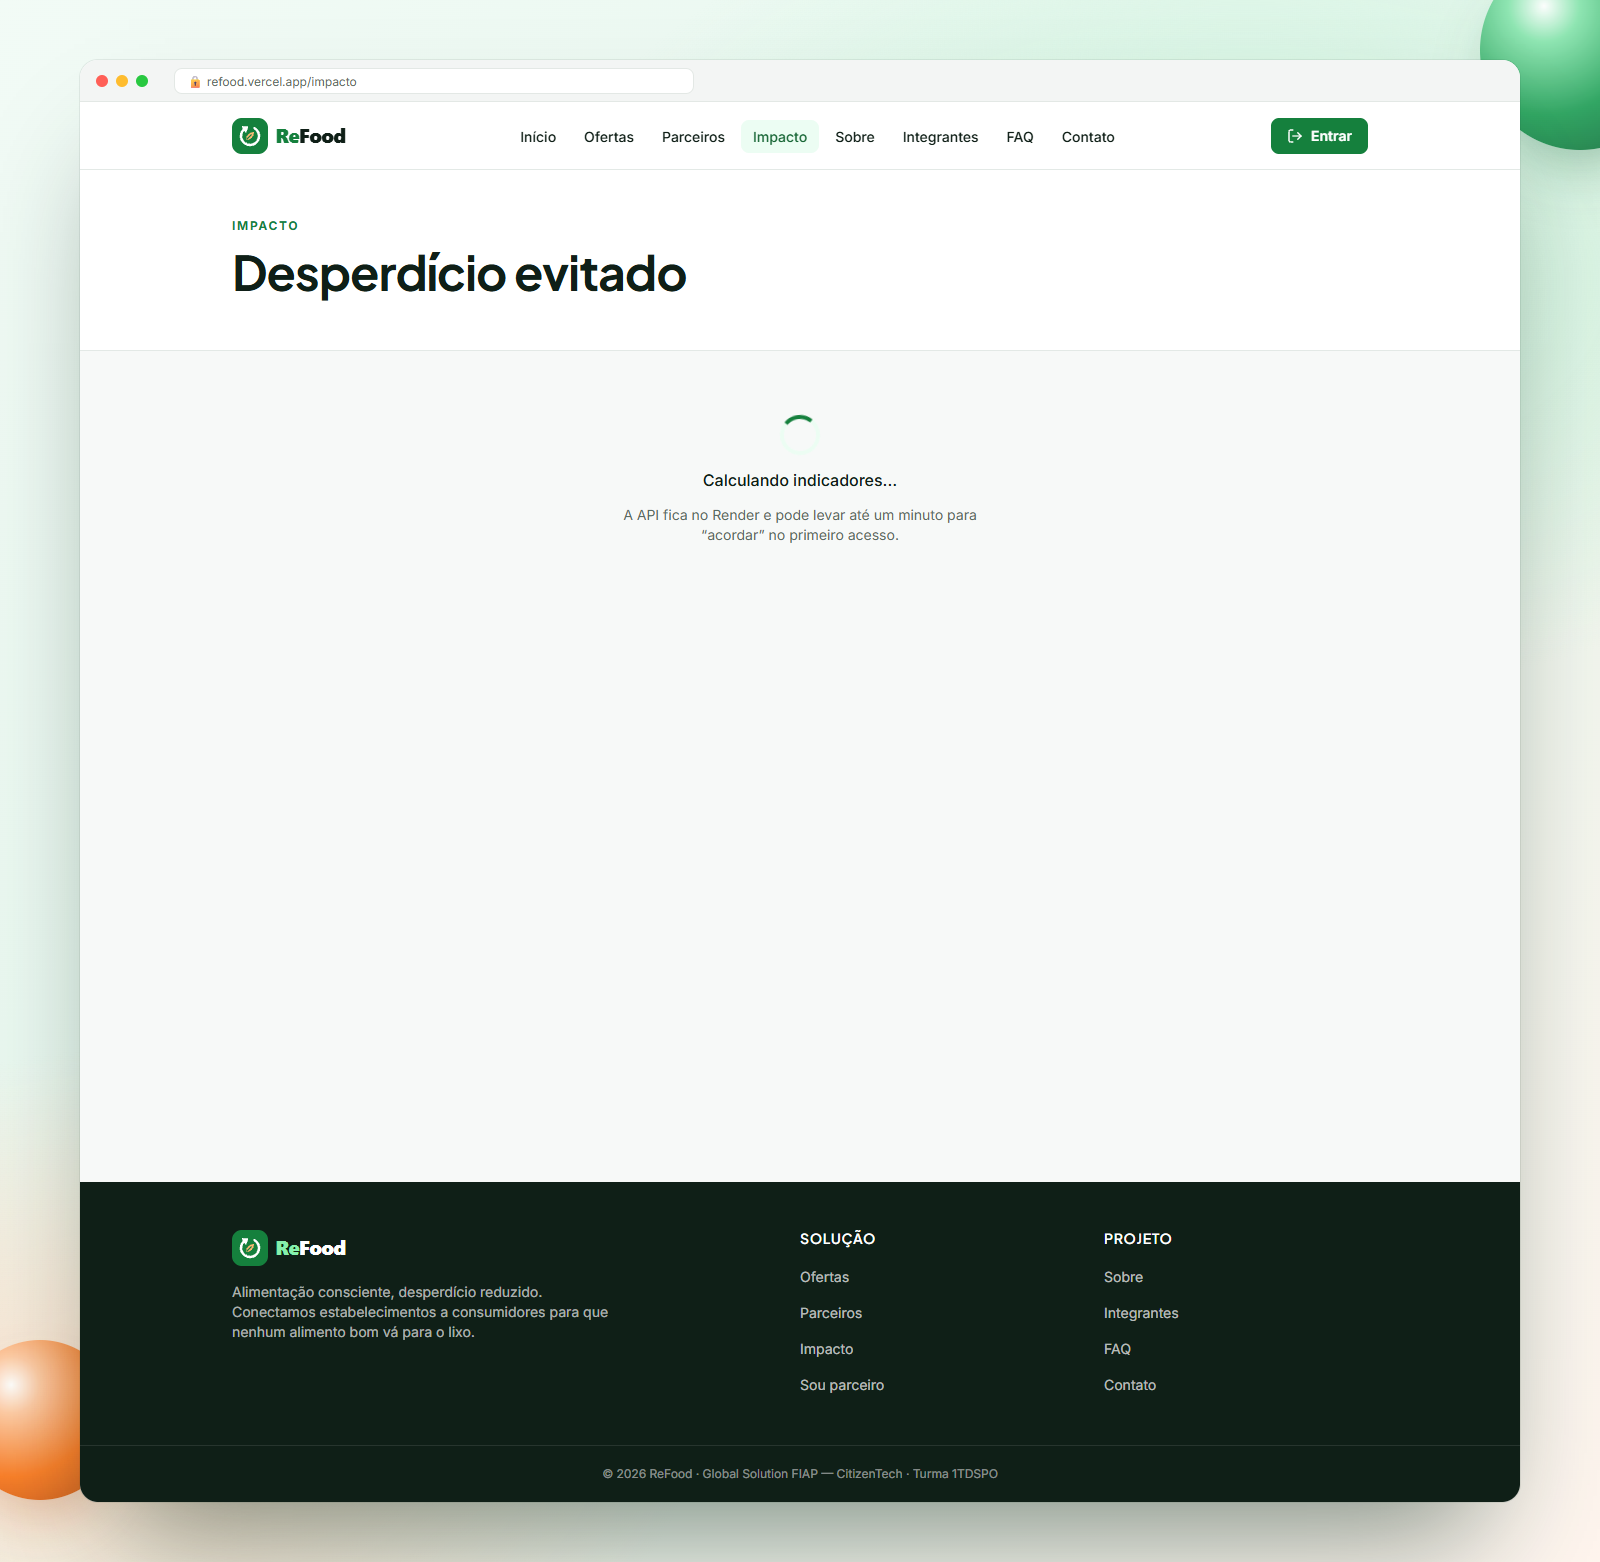 refood.vercel.app/impacto
ReFood
Início
Ofertas
Parceiros
Impacto
Sobre
Integrantes
FAQ
Contato
Entrar
IMPACTO
Desperdício evitado
Calculando indicadores...
A API fica no Render e pode levar até um minuto para
“acordar” no primeiro acesso.
ReFood
Alimentação consciente, desperdício reduzido.
Conectamos estabelecimentos a consumidores para que
nenhum alimento bom vá para o lixo.
SOLUÇÃO
Ofertas
Parceiros
Impacto
Sou parceiro
PROJETO
Sobre
Integrantes
FAQ
Contato
© 2026 ReFood · Global Solution FIAP — CitizenTech · Turma 1TDSPO